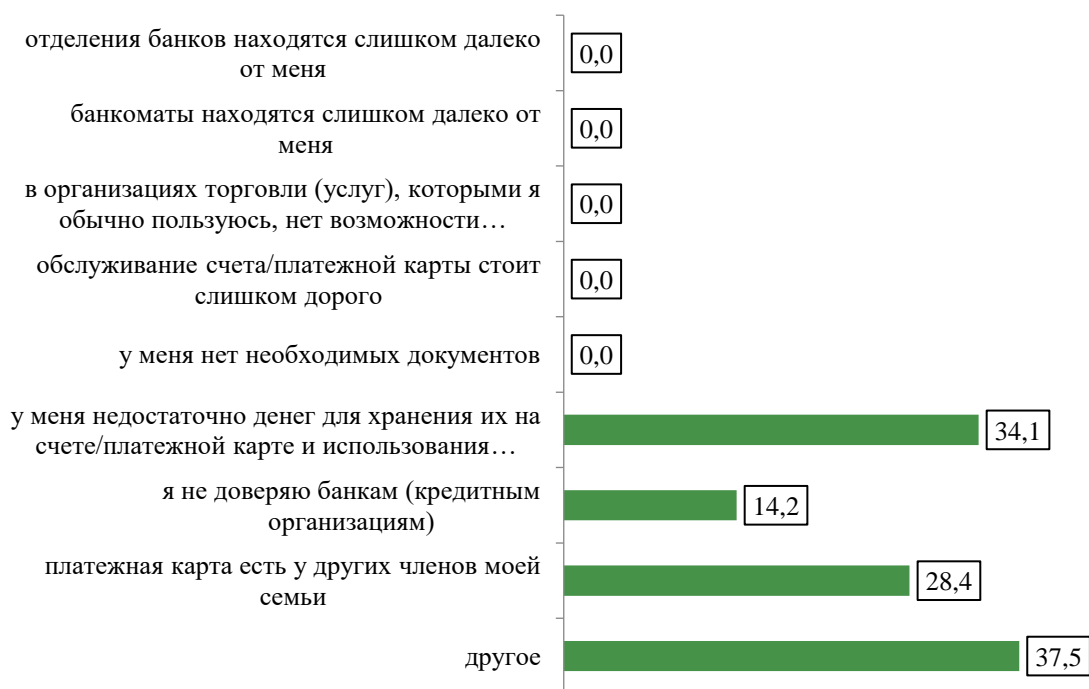 отделения банков находятся слишком далеко
от меня
0,0
банкоматы находятся слишком далеко от
меня
0,0
в организациях торговли (услуг), которыми я
обычно пользуюсь, нет возможности…
0,0
обслуживание счета/платежной карты стоит
слишком дорого
0,0
у меня нет необходимых документов
0,0
у меня недостаточно денег для хранения их на
счете/платежной карте и использования…
34,1
я не доверяю банкам (кредитным
организациям)
14,2
платежная карта есть у других членов моей
семьи
28,4
другое
37,5